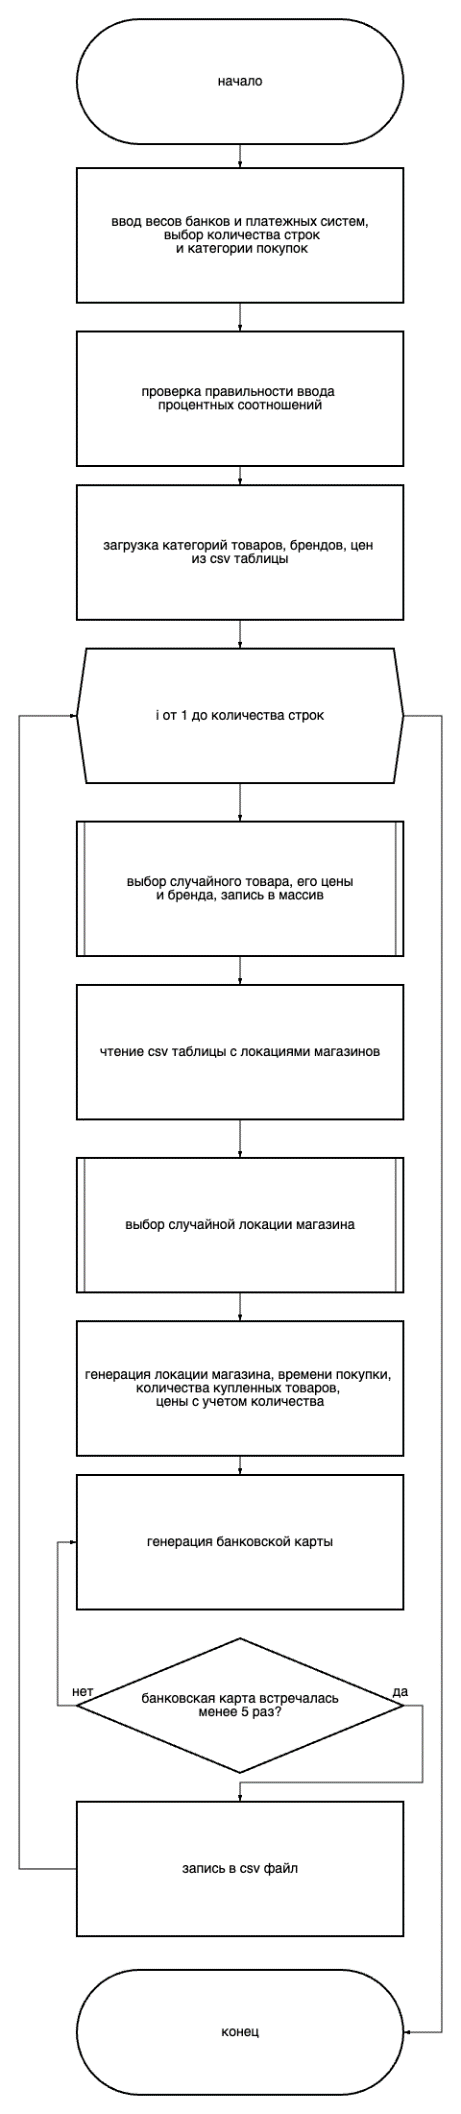 начало
ввод весов банков и платежных систем,
выбор количества строк
и категории покупок
проверка правильности ввода
процентных соотношений
загрузка категорий товаров, брендов, цен
из csv таблицы
i от 1 до количества строк
выбор случайного товара, его цены
и бренда, запись в массив
чтение csv таблицы с локациями магазинов
выбор случайной локации магазина
генерация локации магазина, времени покупки,
количества купленных товаров,
цены с учетом количества
генерация банковской карты
нет
да
банковская карта встречалась
менее 5 раз?
запись в csv файл
конец